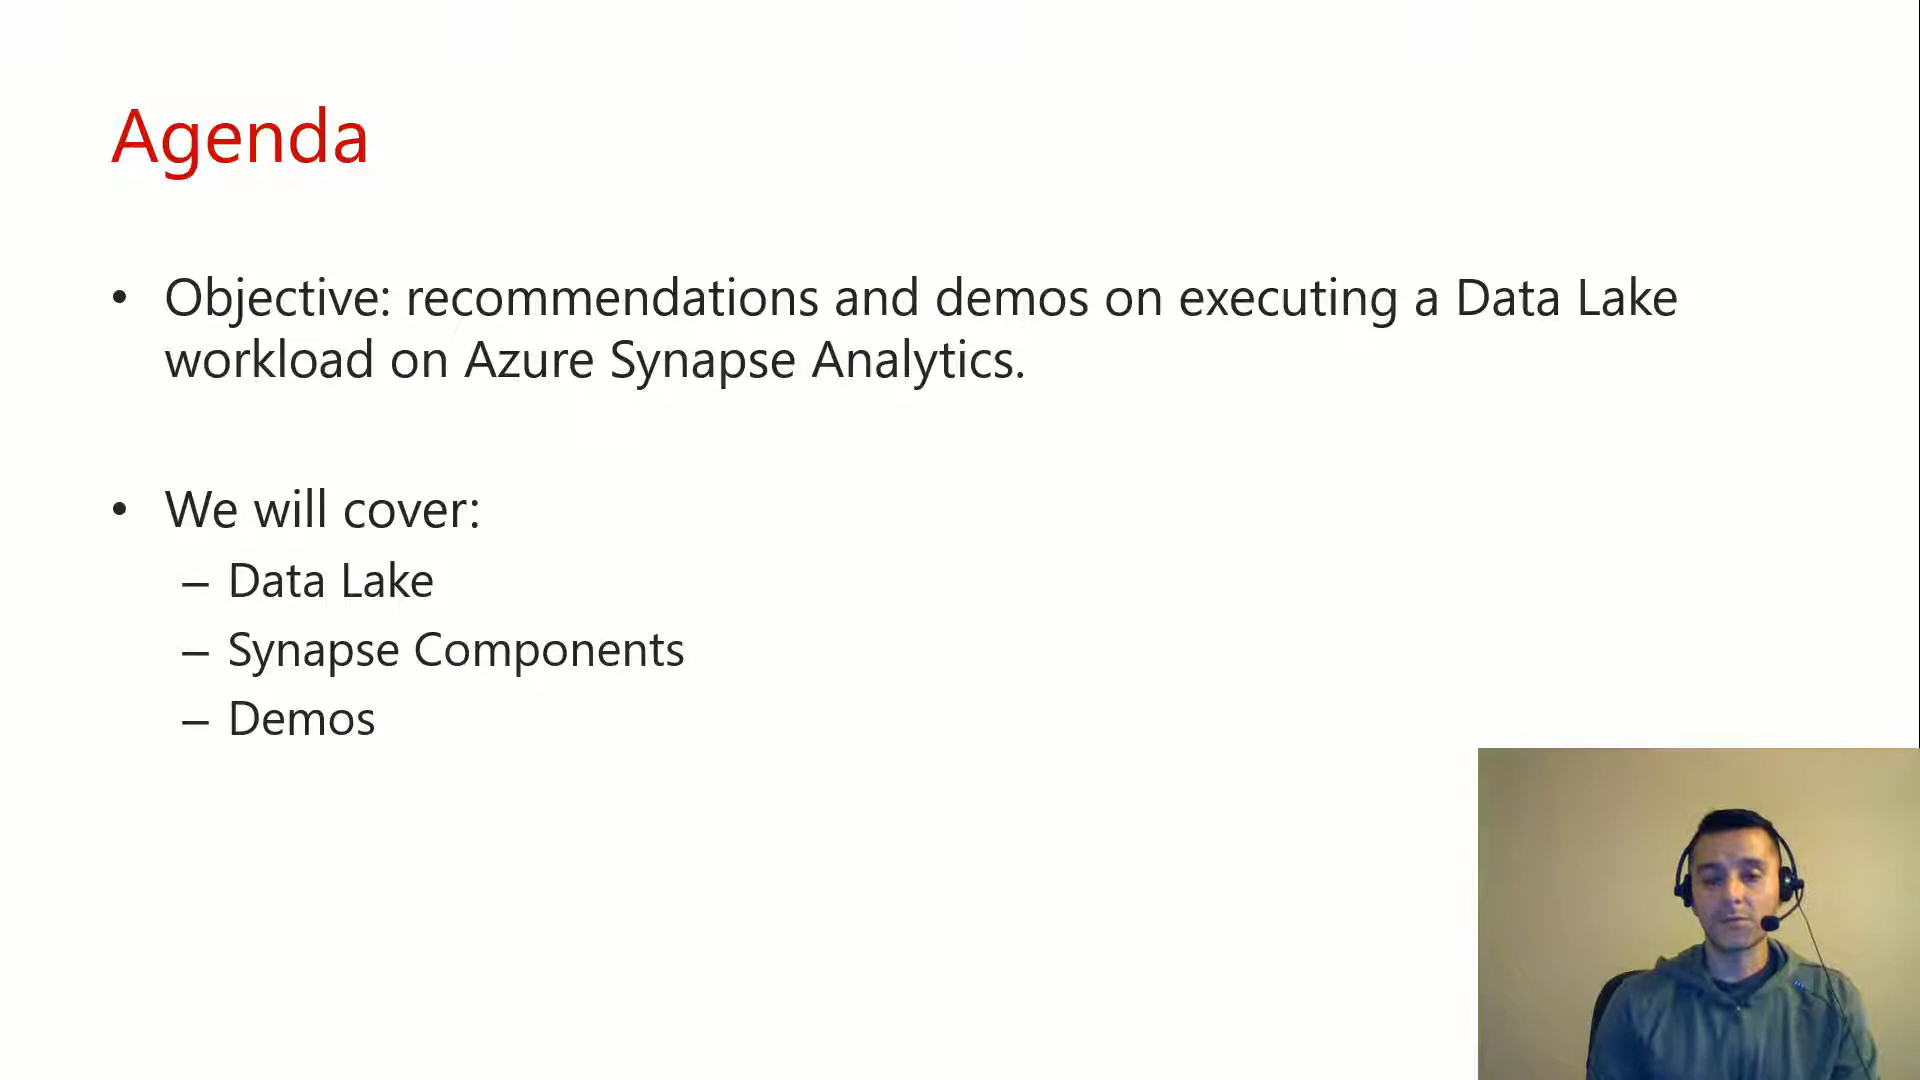 Agenda
• Objective: recommendations and demos on executing a Data Lake
workload on Azure Synapse Analytics.
• We will cover:
– Data Lake
– Synapse Components
– Demos